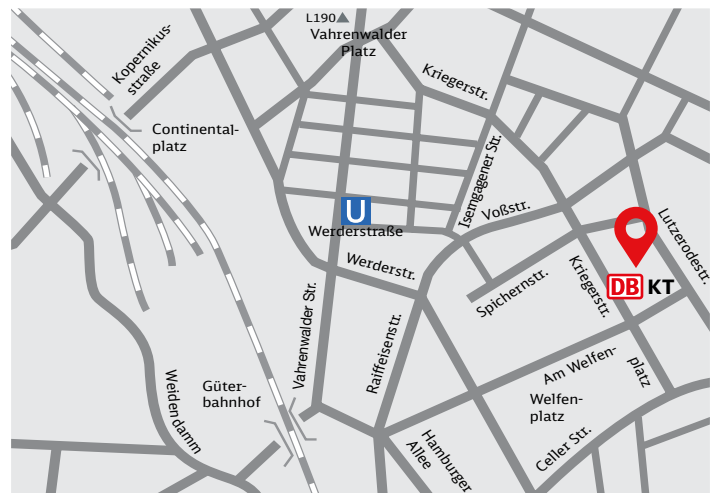 L190
Vahrenwalder
Platz
Kopernikus-
straße
Kriegerstr.
Continental-
platz
Isemgagener Str.
Voßstr.
U
Werderstraße
Lutzerodestr.
Werderstr.
Spichernstr.
Kriegerstr.
DB KT
Vahrenwalder Str.
Raiffeisenstr.
Am Welfen-
platz
Güter-
bahnhof
Weidendamm
Welfen-
platz
Hamburger
Allee
Celler Str.